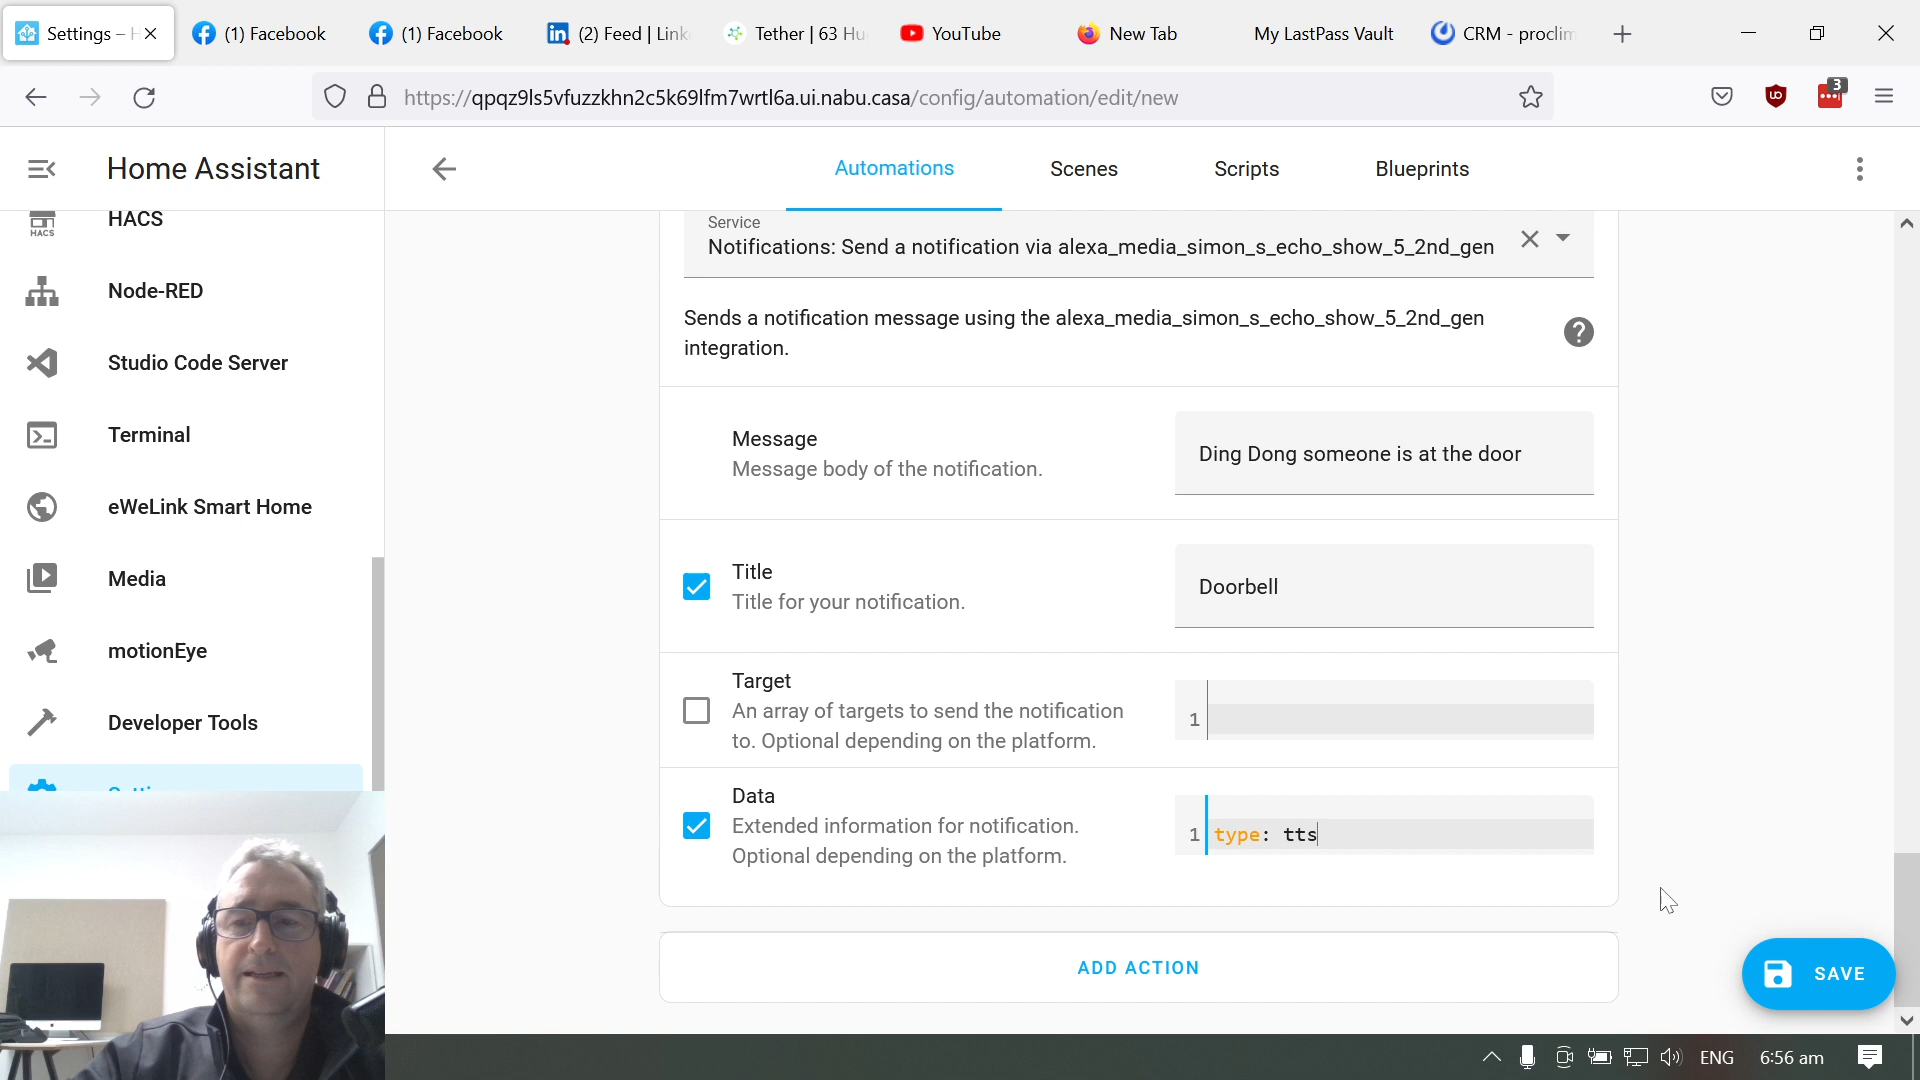 Settings – H
(1) Facebook
(1) Facebook
(2) Feed | Link
Tether | 63 Hu
YouTube
New Tab
My LastPass Vault
CRM - proclim
https://qpqz9ls5vfuzzkhn2c5k69lfm7wrtl6a.ui.nabu.casa/config/automation/edit/new
3
Home Assistant
Automations
Scenes
Scripts
Blueprints
HACS
HACS
Node-RED
Studio Code Server
Terminal
eWeLink Smart Home
Media
motionEye
Developer Tools
Service
Notifications: Send a notification via alexa_media_simon_s_echo_show_5_2nd_gen
Sends a notification message using the alexa_media_simon_s_echo_show_5_2nd_gen
integration.
Message
Message body of the notification.
Ding Dong someone is at the door
Title
Title for your notification.
Doorbell
Target
An array of targets to send the notification
to. Optional depending on the platform.
1
Data
Extended information for notification.
Optional depending on the platform.
1 type: tts
ADD ACTION
SAVE
ENG
6:56 am